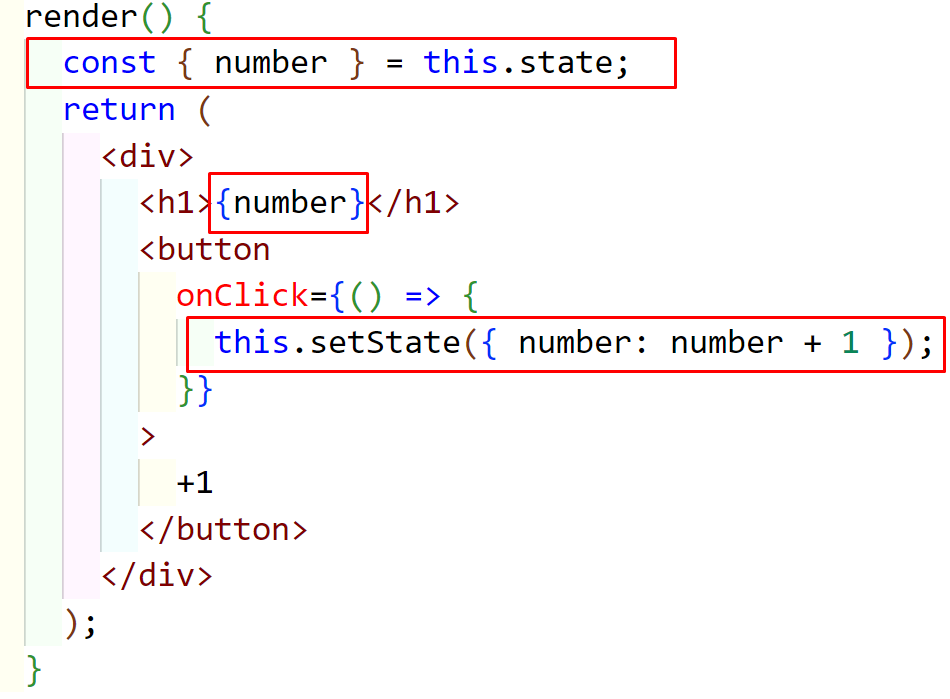 render() {
const { number } = this.state;
return (
<div>
<h1>{number}</h1>
<button
onClick={() => {
this.setState({ number: number + 1 });
}}
>
+1
</button>
</div>
);
}